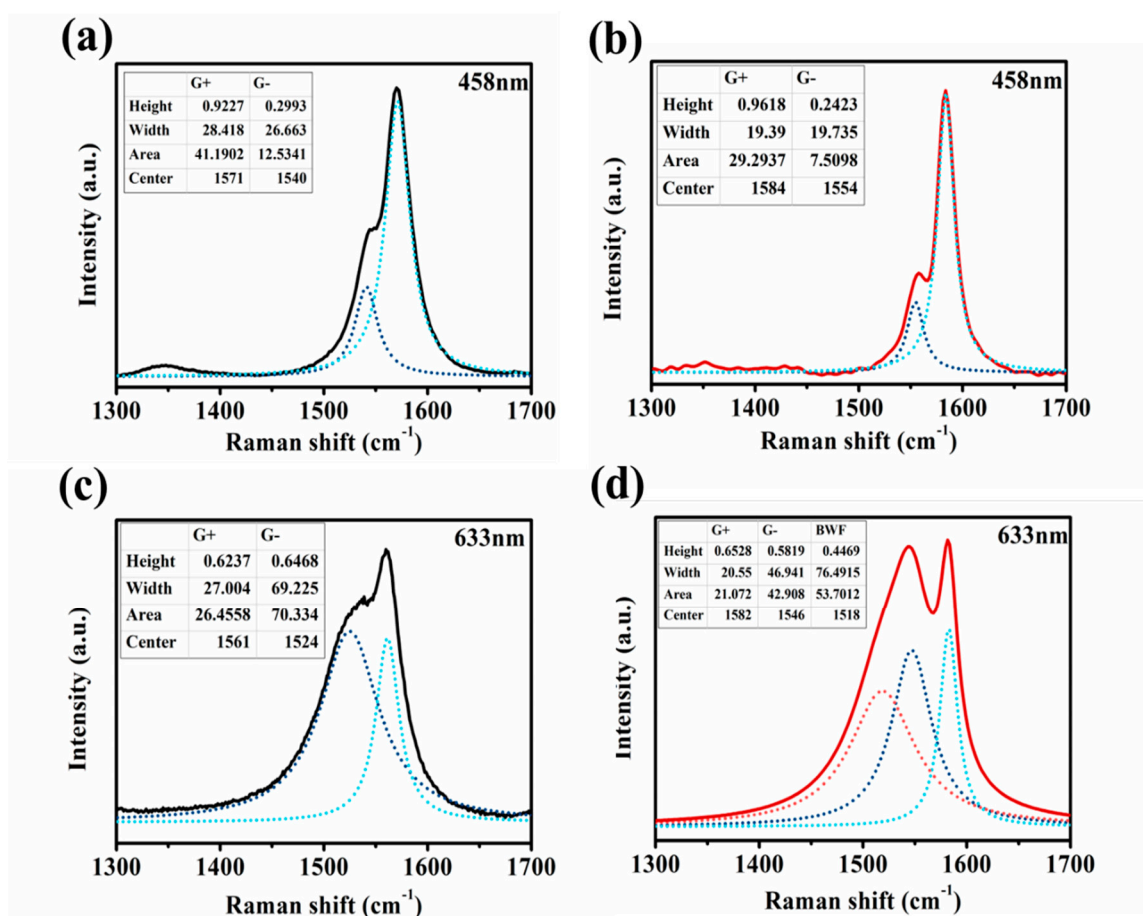 (a)
458nm
G+ G-
Height 0.9227 0.2993
Width 28.418 26.663
Area 41.1902 12.5341
Center 1571 1540
Intensity (a.u.)
1300 1400 1500 1600 1700
Raman shift (cm-1)
(b)
458nm
G+ G-
Height 0.9618 0.2423
Width 19.39 19.735
Area 29.2937 7.5098
Center 1584 1554
Intensity (a.u.)
1300 1400 1500 1600 1700
Raman shift (cm-1)
(c)
633nm
G+ G-
Height 0.6237 0.6468
Width 27.004 69.225
Area 26.4558 70.334
Center 1561 1524
Intensity (a.u.)
1300 1400 1500 1600 1700
Raman shift (cm-1)
(d)
633nm
G+ G- BWF
Height 0.6528 0.5819 0.4469
Width 20.55 46.941 76.4915
Area 21.072 42.908 53.7012
Center 1582 1546 1518
Intensity (a.u.)
1300 1400 1500 1600 1700
Raman shift (cm-1)